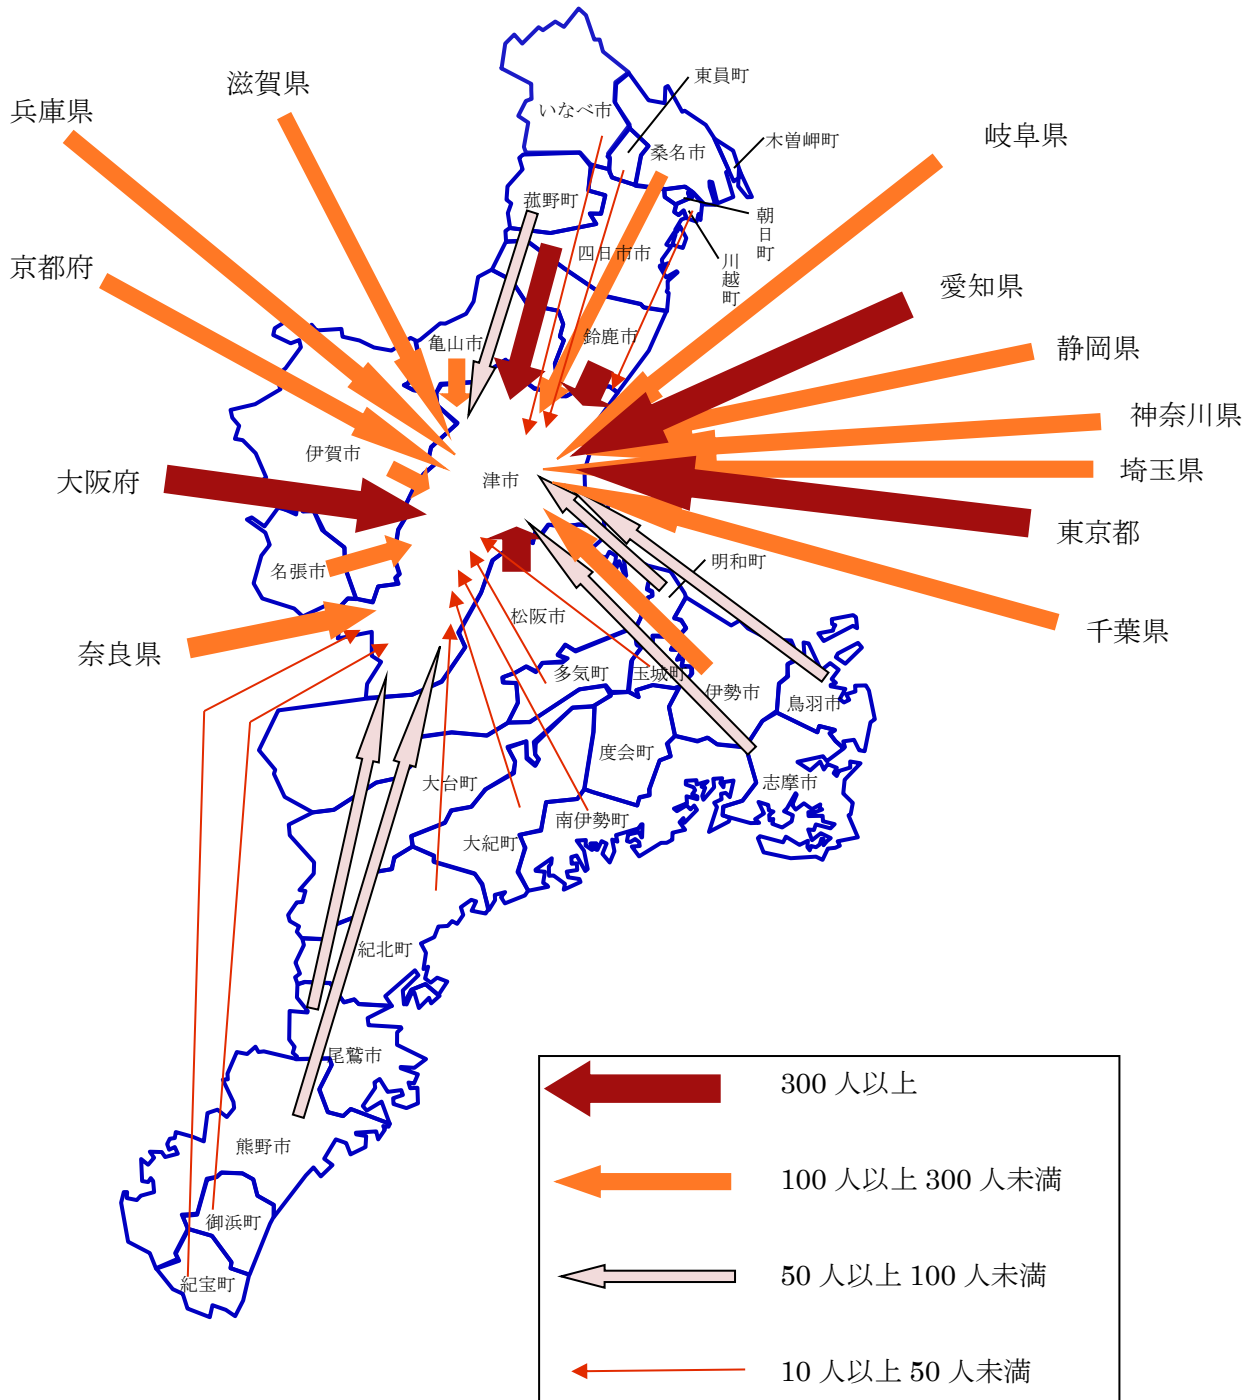 東員町
滋賀県
兵庫県
いなべ市
岐阜県
木曽岬町
桑名市
菰野町
朝日町
四日市市
川越町
京都府
愛知県
亀山市
鈴鹿市
静岡県
神奈川県
伊賀市
大阪府
津市
埼玉県
東京都
明和町
名張市
松阪市
千葉県
奈良県
多気町
玉城町
伊勢市
鳥羽市
度会町
大台町
志摩市
南伊勢町
大紀町
紀北町
尾鷲市
300 人以上
熊野市
100 人以上 300 人未満
御浜町
紀宝町
50 人以上 100 人未満
10 人以上 50 人未満